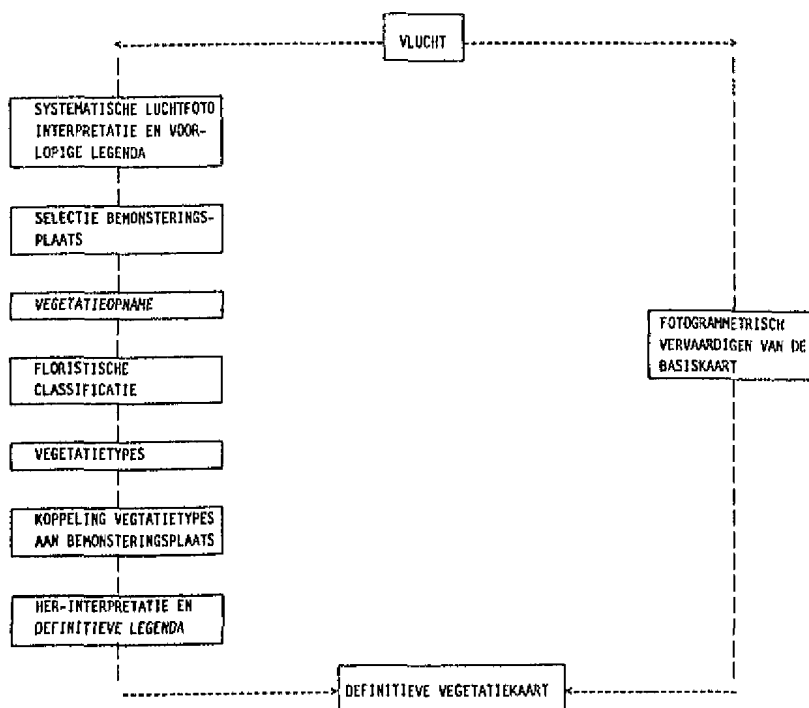 VLUCHT
SYSTEMATISCHE LUCHTFOTO
INTERPRETATIE EN VOOR-
LOPIGE LEGENDA
SELECTIE BEMONSTERINGS-
PLAATS
VEGETATIEOPNAME
FLORISTISCHE
CLASSIFICATIE
VEGETATIETYPES
KOPPELING VEGTATIETYPES
AAN BEMONSTERINGSPLAATS
HER-INTERPRETATIE EN
DEFINITIEVE LEGENDA
FOTOGRAMMETRISCH
VERVAARDIGEN VAN DE
BASISKAART
DEFINITIEVE VEGETATIEKAART